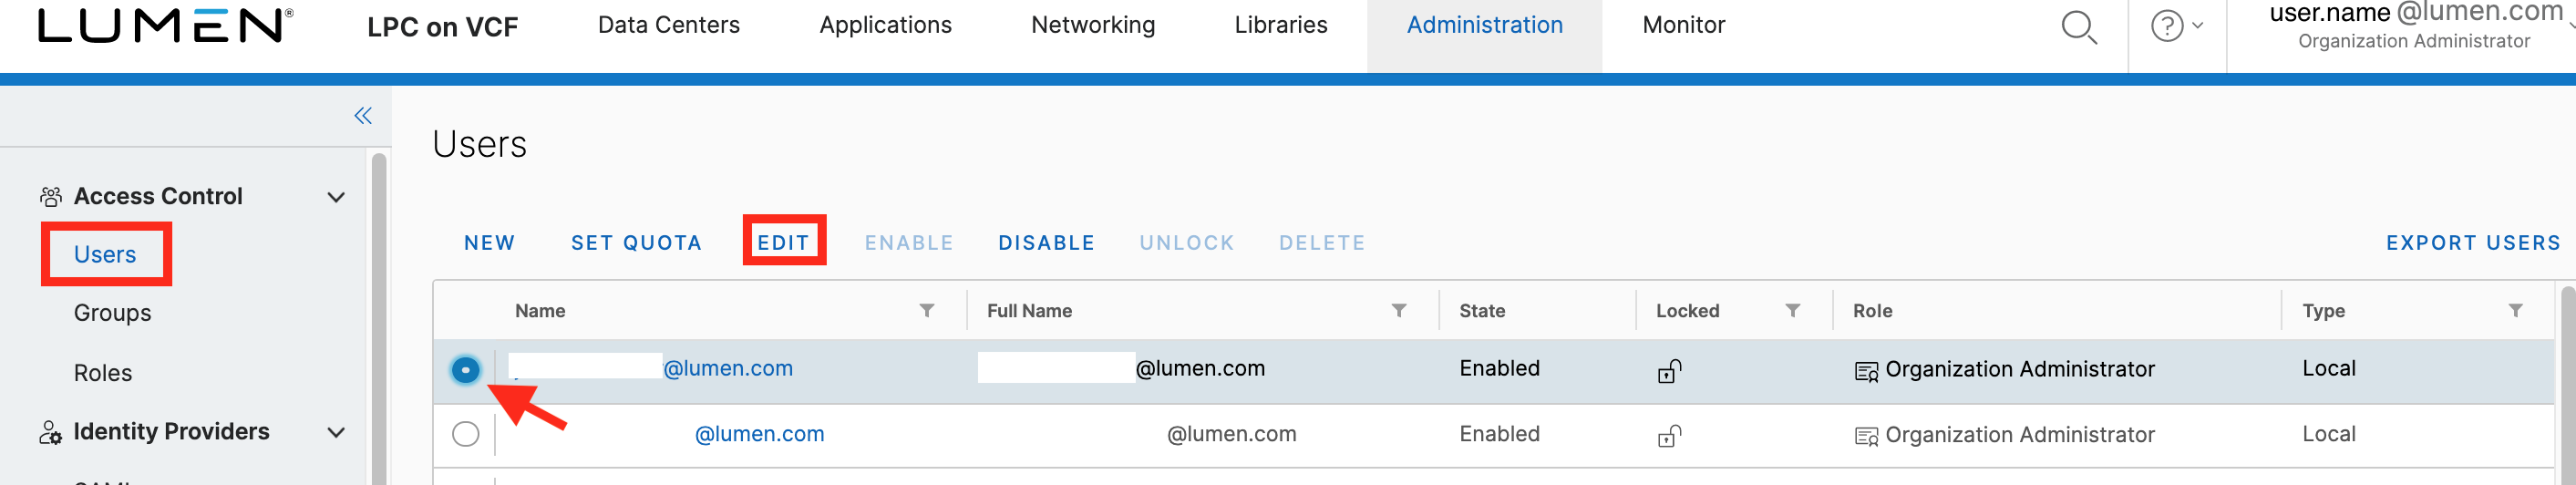 LUMEN®
LPC on VCF
Data Centers
Applications
Networking
Libraries
Administration
Monitor
user.name @lumen.com
Organization Administrator
Access Control
Users
Groups
Roles
Identity Providers
Users
NEW
SET QUOTA
EDIT
ENABLE
DISABLE
UNLOCK
DELETE
EXPORT USERS
Name
Full Name
State
Locked
Role
Type
@lumen.com
@lumen.com
Enabled
Organization Administrator
Local
@lumen.com
@lumen.com
Enabled
Organization Administrator
Local